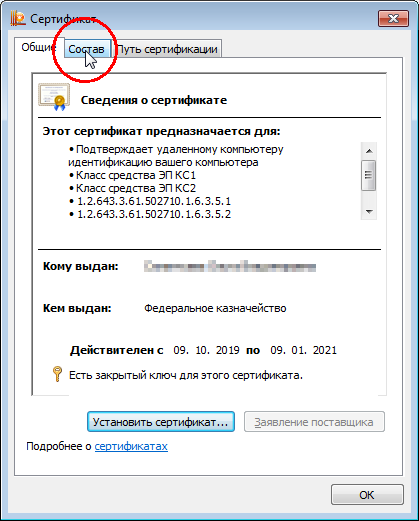 Сертификат
Общие Состав Путь сертификации
Сведения о сертификате
Этот сертификат предназначается для:
• Подтверждает удаленному компьютеру
идентификацию вашего компьютера
• Класс средства ЭП КС1
• Класс средства ЭП КС2
• 1.2.643.3.61.502710.1.6.3.5.1
• 1.2.643.3.61.502710.1.6.3.5.2
Кому выдан:
Кем выдан: Федеральное казначейство
Действителен с 09. 10. 2019 по 09. 01. 2021
Есть закрытый ключ для этого сертификата.
Установить сертификат... Заявление поставщика
Подробнее о сертификатах
ОК